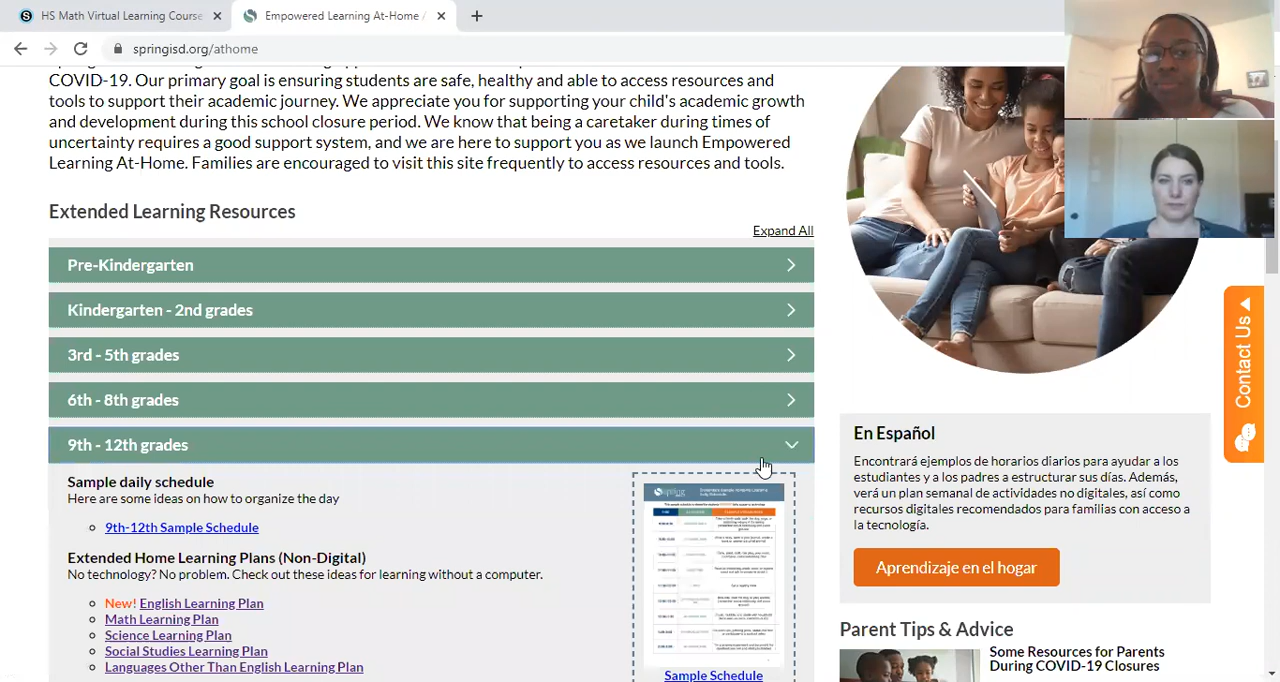 HS Math Virtual Learning Course
Empowered Learning At-Home /
springisd.org/athome
COVID-19. Our primary goal is ensuring students are safe, healthy and able to access resources and
tools to support their academic journey. We appreciate you for supporting your child's academic growth
and development during this school closure period. We know that being a caretaker during times of
uncertainty requires a good support system, and we are here to support you as we launch Empowered
Learning At-Home. Families are encouraged to visit this site frequently to access resources and tools.
Extended Learning Resources
Expand All
Pre-Kindergarten
Kindergarten - 2nd grades
3rd - 5th grades
6th - 8th grades
9th - 12th grades
Sample daily schedule
Here are some ideas on how to organize the day
9th-12th Sample Schedule
Extended Home Learning Plans (Non-Digital)
No technology? No problem. Check out our ideas for learning without a computer.
New! English Learning Plan
Math Learning Plan
Science Learning Plan
Social Studies Learning Plan
Languages Other Than English Learning Plan
Sample Schedule
Contact Us
En Español
Encontrará ejemplos de horarios diarios para ayudar a los
estudiantes y a los padres a estructurar sus días. Además,
verá un plan semanal de actividades no digitales así como
recursos digitales recomendados para familias con acceso a
la tecnología.
Aprendizaje en el hogar
Parent Tips & Advice
Some Resources for Parents
During COVID-19 Closures